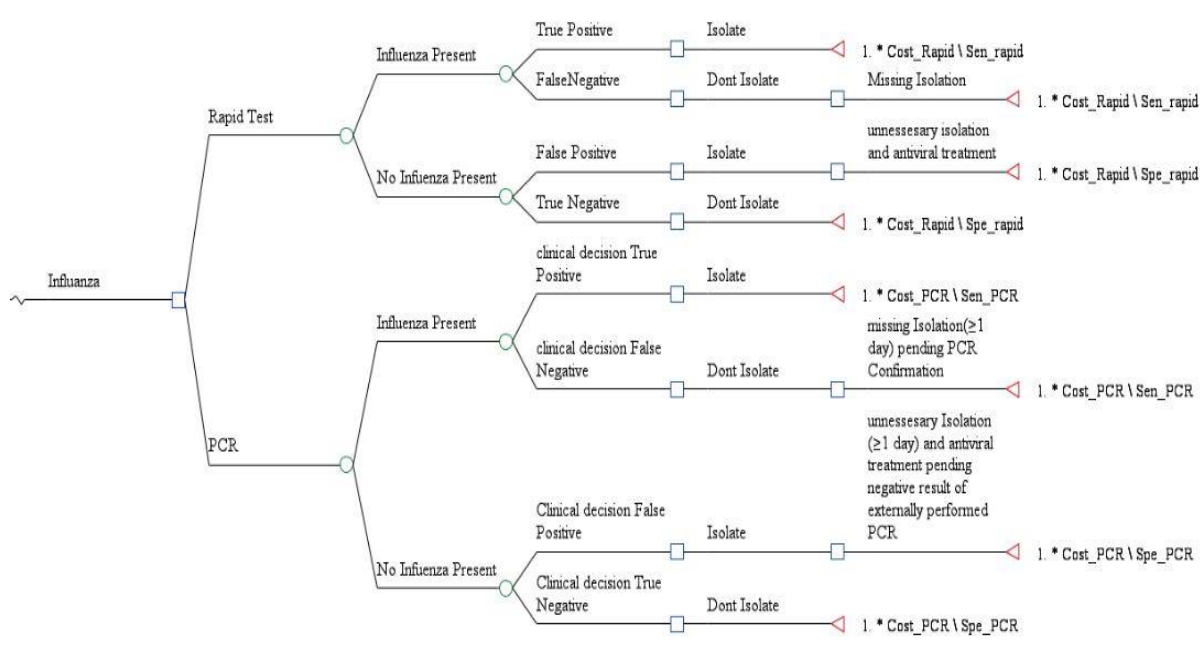 True Positive
Isolate
1. * Cost_Rapid \ Sen_rapid
Influenza Present
FalseNegative
Dont Isolate
Missing Isolation
1. * Cost_Rapid \ Sen_rapid
Rapid Test
unnessesary isolation
and antiviral treatment
False Positive
Isolate
1. * Cost_Rapid \ Spe_rapid
No Infuenza Present
True Negative
Dont Isolate
1. * Cost_Rapid \ Spe_rapid
Influanza
clinical decision True
Positive
Isolate
1. * Cost_PCR \ Sen_PCR
Influenza Present
clinical decision False
Negative
Dont Isolate
missing Isolation(≥1
day) pending PCR
Confirmation
1. * Cost_PCR \ Sen_PCR
PCR
unnessesary Isolation
(≥1 day) and antiviral
treatment pending
negative result of
externally performed
PCR
Clinical decision False
Positive
Isolate
1. * Cost_PCR \ Spe_PCR
No Infuenza Present
Clinical decision True
Negative
Dont Isolate
1. * Cost_PCR \ Spe_PCR